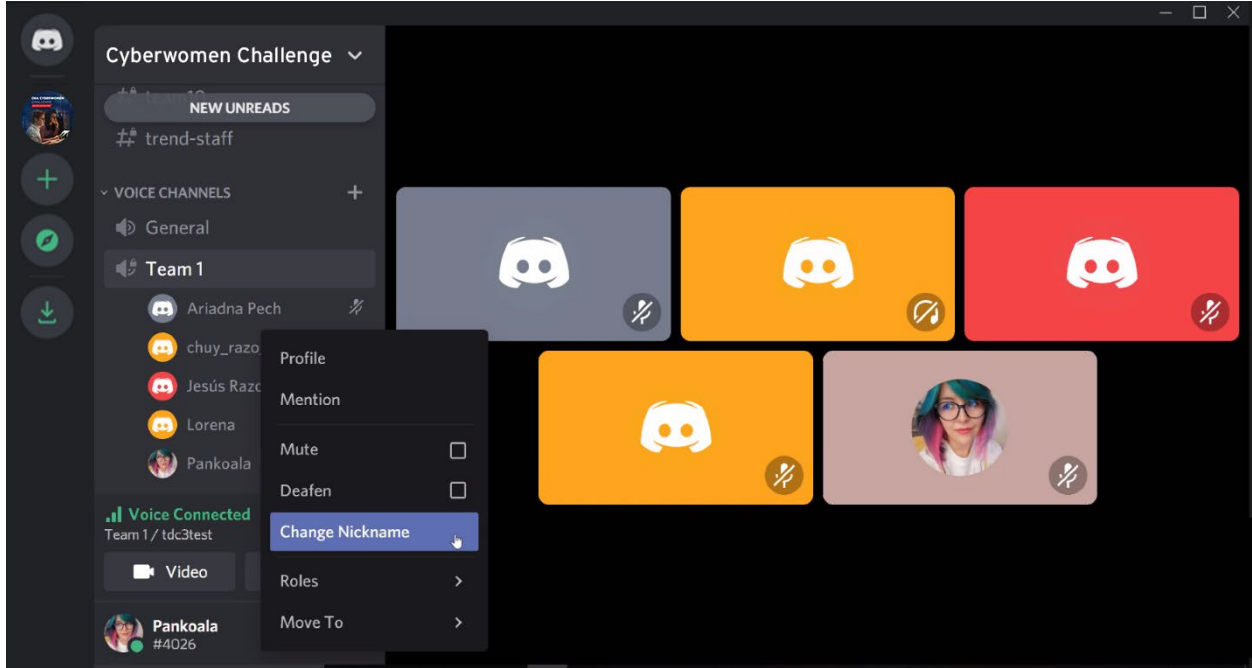 Cyberwomen Challenge
NEW UNREADS
trend-staff
VOICE CHANNELS
General
Team 1
Ariadna Pech
chuy_razo
Jesús Razo
Lorena
Pankoala
Profile
Mention
Mute
Deafen
Change Nickname
Roles
Move To
Voice Connected
Team 1 / tdc3test
Video
Pankoala
#4026